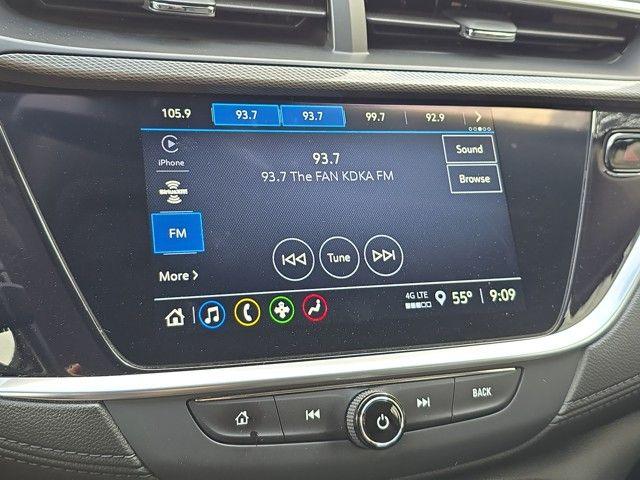 105.9 93.7 93.7 99.7 92.9
iPhone
93.7
Sound
93.7 The FAN KDKA FM
SiriusXM
Browse
FM
Tune
More
4G LTE 55° 9:09
BACK